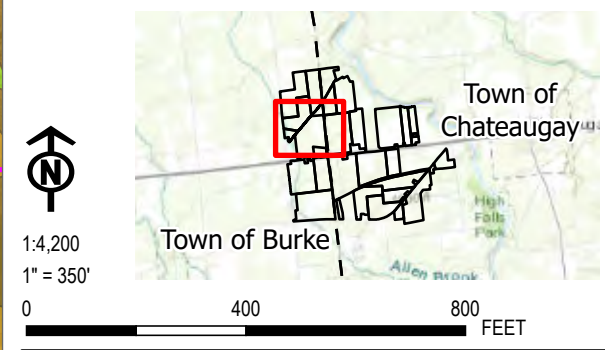 Town of
Chateaugay
N
High
Falls
Park
1:4,200
Town of Burke
1" = 350'
Allen Brook
0 400 800
FEET